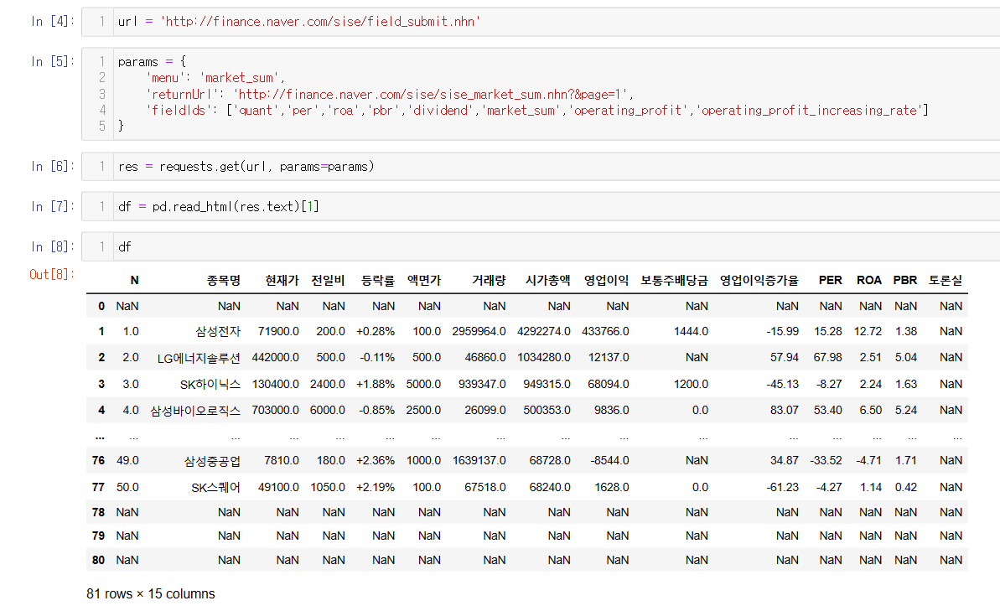 In [4]: 1 url = 'http://finance.naver.com/sise/field_submit.nhn'
In [5]: 1 params = {
2 'menu': 'market_sum',
3 'returnUrl': 'http://finance.naver.com/sise/sise_market_sum.nhn?&page=1',
4 'fieldIds': ['quant','per','roa','pbr','dividend','market_sum','operating_profit','operating_profit_increasing_rate']
5 }
In [6]: 1 res = requests.get(url, params=params)
In [7]: 1 df = pd.read_html(res.text)[1]
In [8]: 1 df
Out[8]:
N 종목명 현재가 전일비 등락률 액면가 거래량 시가총액 영업이익 보통주배당금 영업이익증가율 PER ROA PBR 토론실
0 NaN NaN NaN NaN NaN NaN NaN NaN NaN NaN NaN NaN NaN NaN NaN
1 1.0 삼성전자 71900.0 200.0 +0.28% 100.0 2959964.0 4292274.0 433766.0 1444.0 -15.99 15.28 12.72 1.38 NaN
2 2.0 LG에너지솔루션 442000.0 500.0 -0.11% 500.0 46860.0 1034280.0 12137.0 NaN 57.94 67.98 2.51 5.04 NaN
3 3.0 SK하이닉스 130400.0 2400.0 +1.88% 5000.0 939347.0 949315.0 68094.0 1200.0 -45.13 -8.27 2.24 1.63 NaN
4 4.0 삼성바이오로직스 703000.0 6000.0 -0.85% 2500.0 26099.0 500353.0 9836.0 0.0 83.07 53.40 6.50 5.24 NaN
... ... ... ... ... ... ... ... ... ... ... ... ... ... ... ...
76 49.0 삼성중공업 7810.0 180.0 +2.36% 1000.0 1639137.0 68728.0 -8544.0 NaN 34.87 -33.52 -4.71 1.71 NaN
77 50.0 SK스퀘어 49100.0 1050.0 +2.19% 100.0 67518.0 68240.0 1628.0 0.0 -61.23 -4.27 1.14 0.42 NaN
78 NaN NaN NaN NaN NaN NaN NaN NaN NaN NaN NaN NaN NaN NaN NaN
79 NaN NaN NaN NaN NaN NaN NaN NaN NaN NaN NaN NaN NaN NaN NaN
80 NaN NaN NaN NaN NaN NaN NaN NaN NaN NaN NaN NaN NaN NaN NaN
81 rows × 15 columns